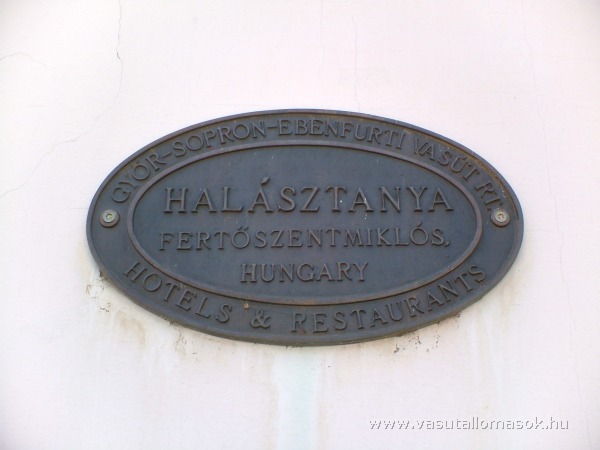 GYŐR-SOPRON-EBENFURTI VASÚT RT.
HALÁSZTANYA
FERTŐSZENTMIKLÓS,
HUNGARY
HOTELS & RESTAURANTS
www.vasutallomasok.hu